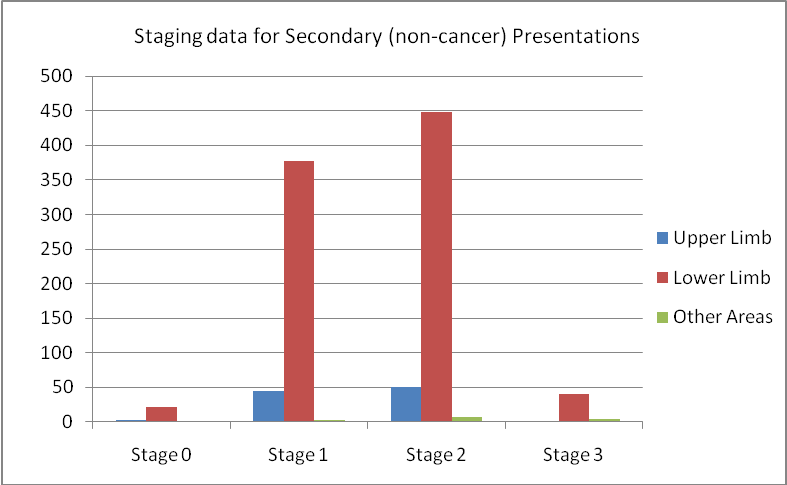 Staging data for Secondary (non-cancer) Presentations
500
450
400
350
300
250
200
150
100
50
0
Stage 0 Stage 1 Stage 2 Stage 3
Upper Limb
Lower Limb
Other Areas